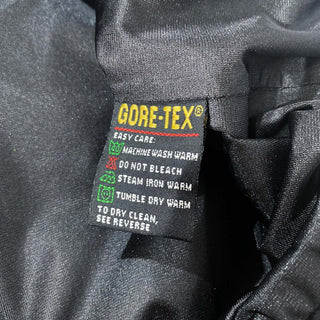 GORE-TEX®
EASY CARE:
MACHINE WASH WARM
DO NOT BLEACH
STEAM IRON WARM
TUMBLE DRY WARM
TO DRY CLEAN,
SEE REVERSE